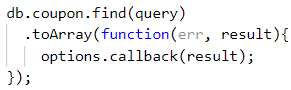 db.coupon.find(query)
  .toArray(function(err, result){
    options.callback(result);
});